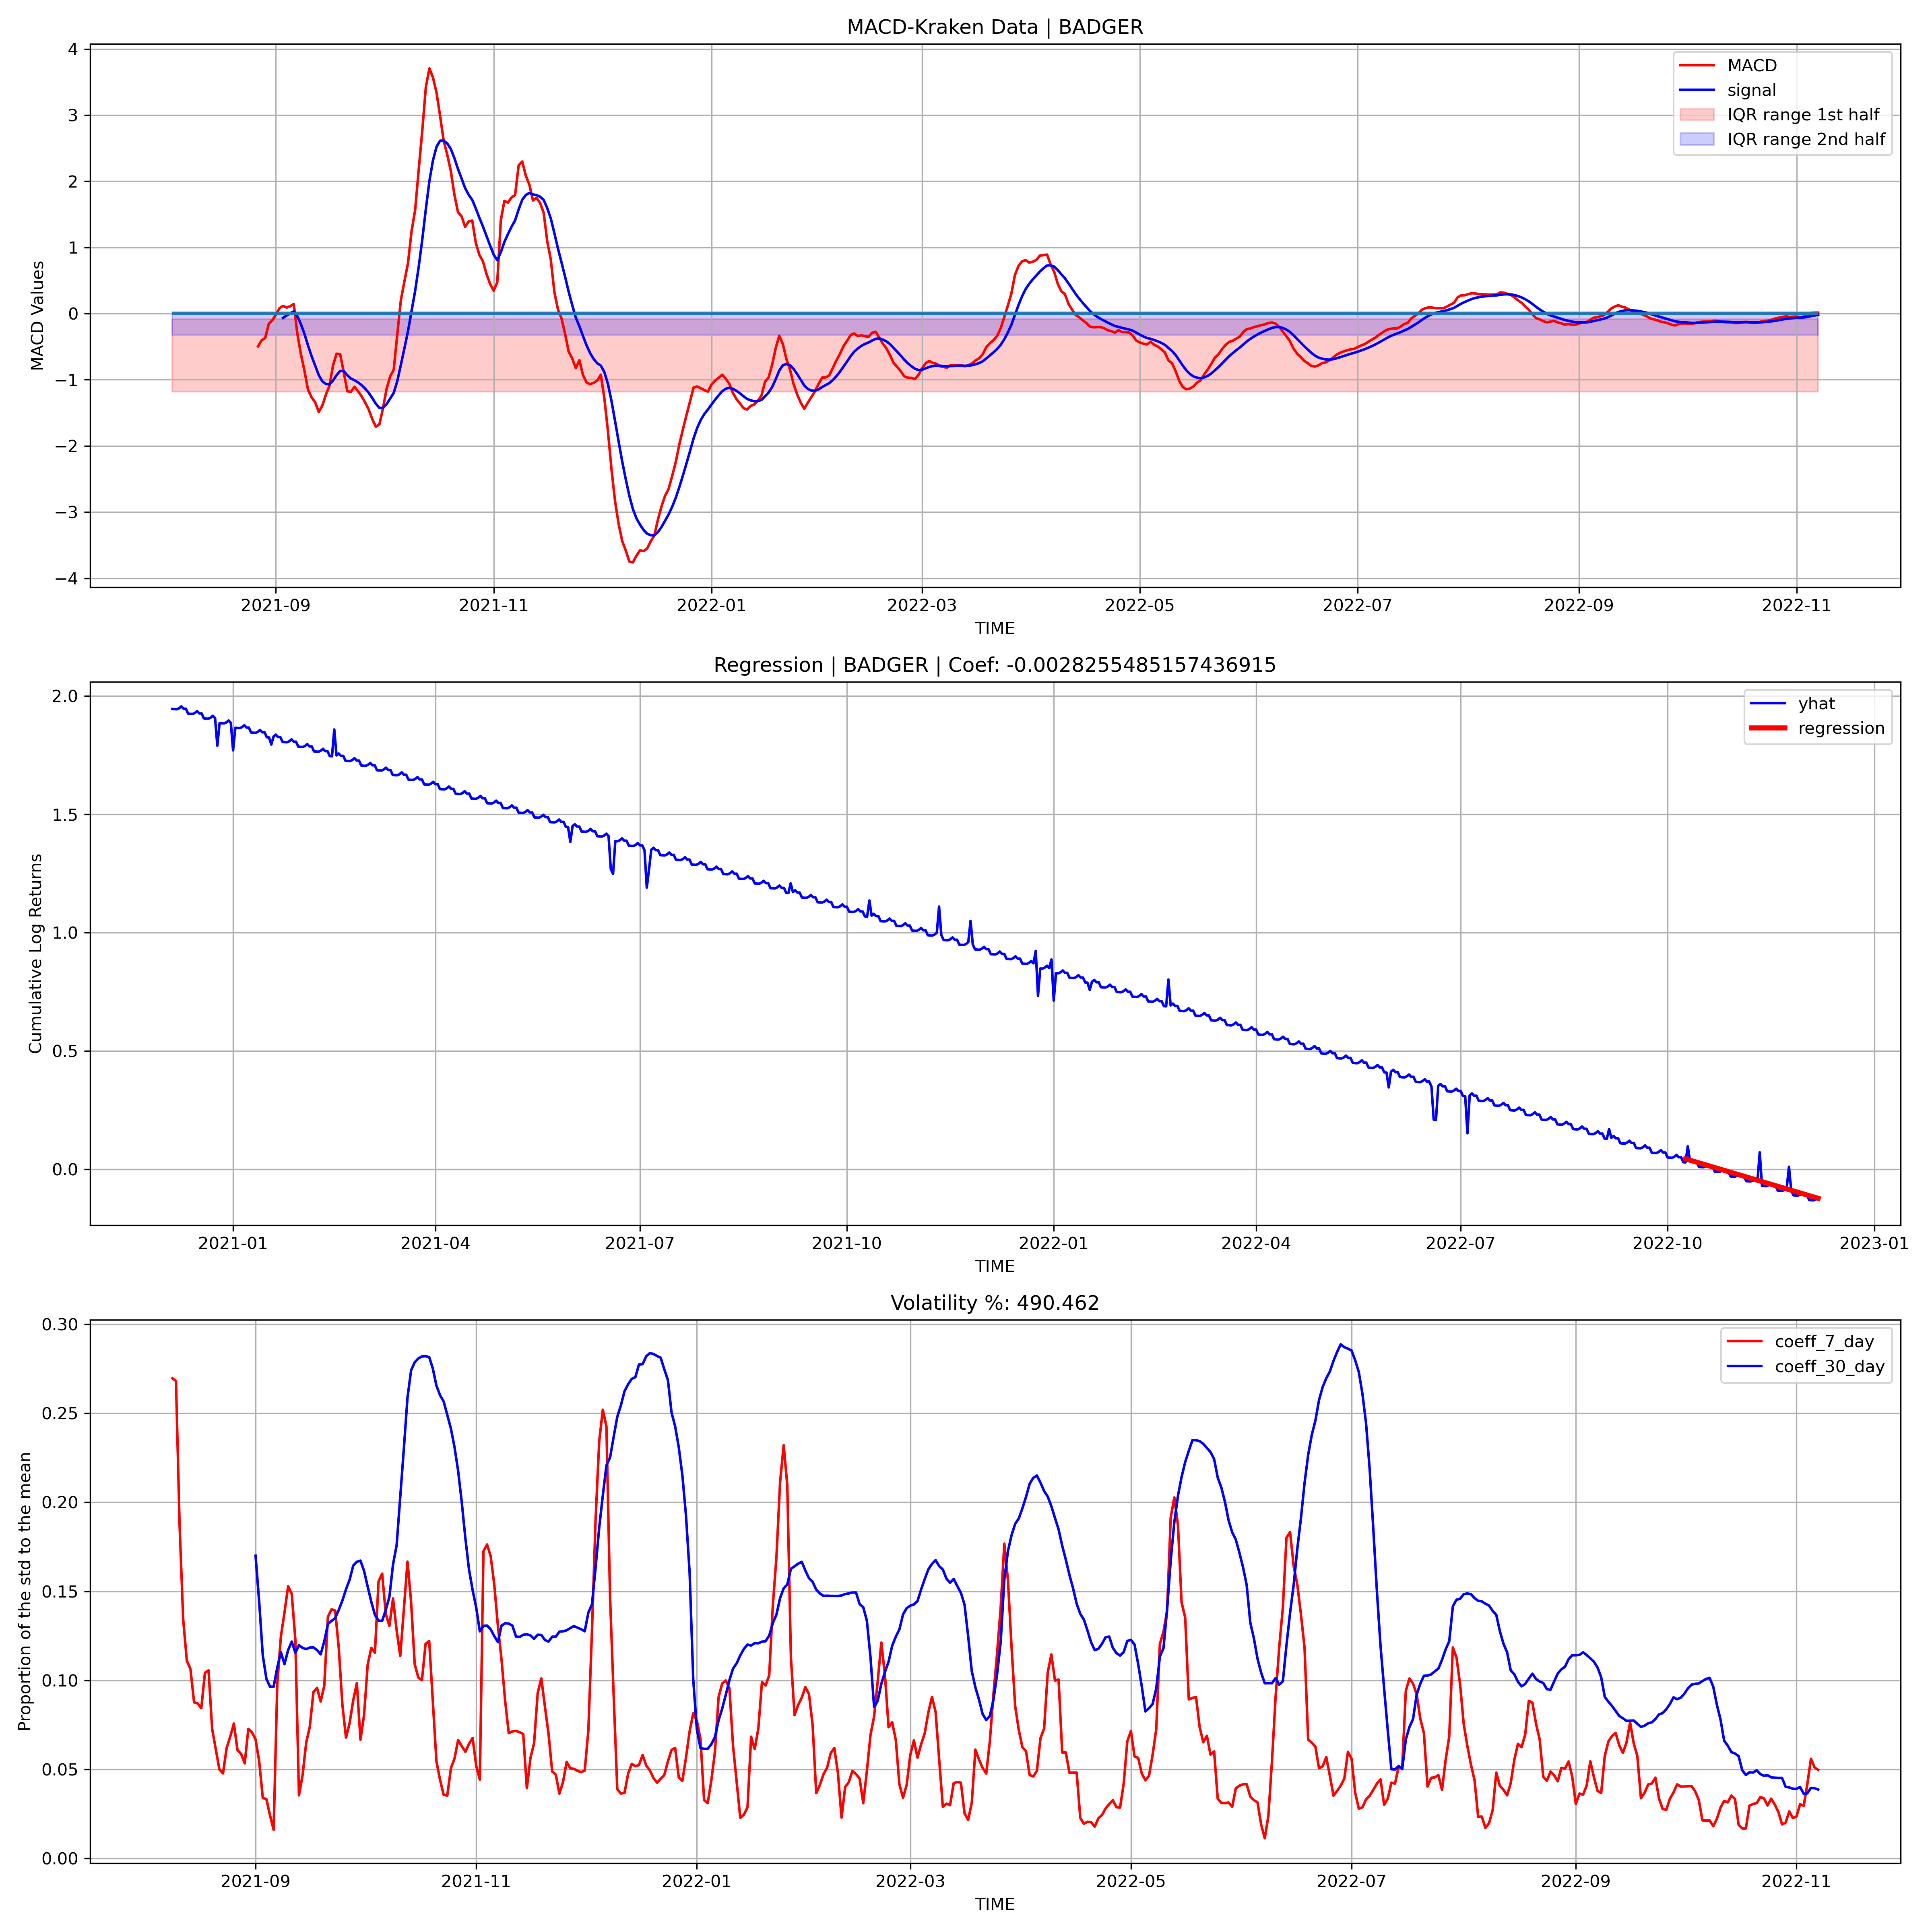 MACD-Kraken Data | BADGER
MACD Values
4
3
2
1
0
−1
−2
−3
−4
MACD
signal
IQR range 1st half
IQR range 2nd half
2021-09 2021-11 2022-01 2022-03 2022-05 2022-07 2022-09 2022-11
TIME
Regression | BADGER | Coef: -0.0028255485157436915
Cumulative Log Returns
2.0
1.5
1.0
0.5
0.0
yhat
regression
2021-01 2021-04 2021-07 2021-10 2022-01 2022-04 2022-07 2022-10 2023-01
TIME
Volatility %: 490.462
Proportion of the std to the mean
0.30
0.25
0.20
0.15
0.10
0.05
0.00
coeff_7_day
coeff_30_day
2021-09 2021-11 2022-01 2022-03 2022-05 2022-07 2022-09 2022-11
TIME